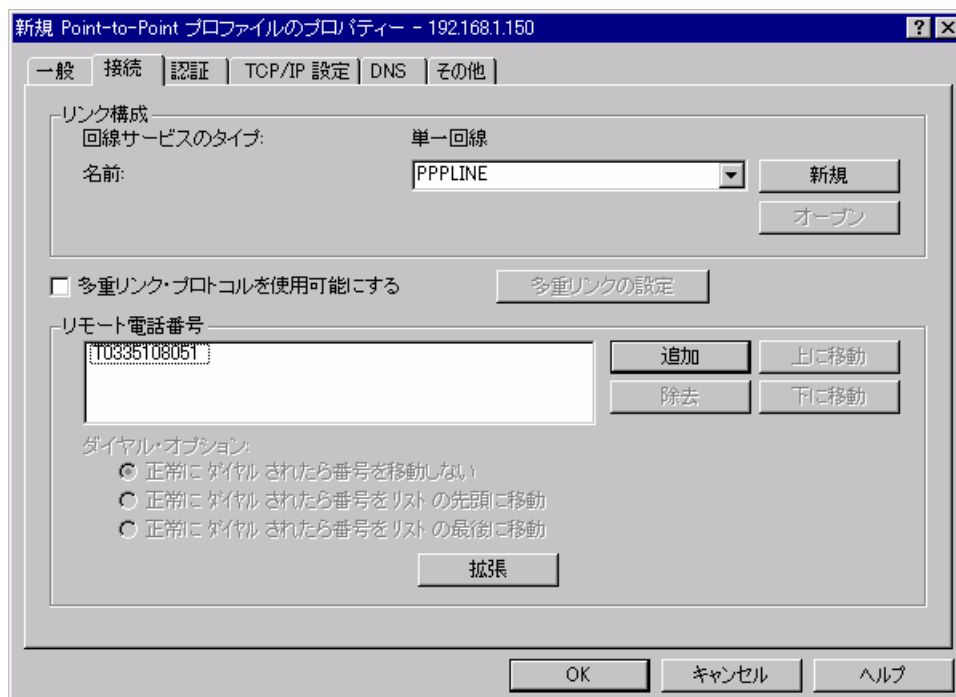 新規 Point-to-Point プロファイルのプロパティー - 192.168.1.150
一般 接続 認証 TCP/IP 設定 DNS その他
リンク構成
回線サービスのタイプ: 単一回線
名前: PPPLINE 新規
オープン
多重リンク・プロトコルを使用可能にする 多重リンクの設定
リモート電話番号
T0335108051 追加 上に移動
除去 下に移動
ダイヤル・オプション:
正常に ダイヤル されたら番号を移動しない
正常に ダイヤル されたら番号を リスト の先頭に移動
正常に ダイヤル されたら番号を リスト の最後に移動
拡張
OK キャンセル ヘルプ